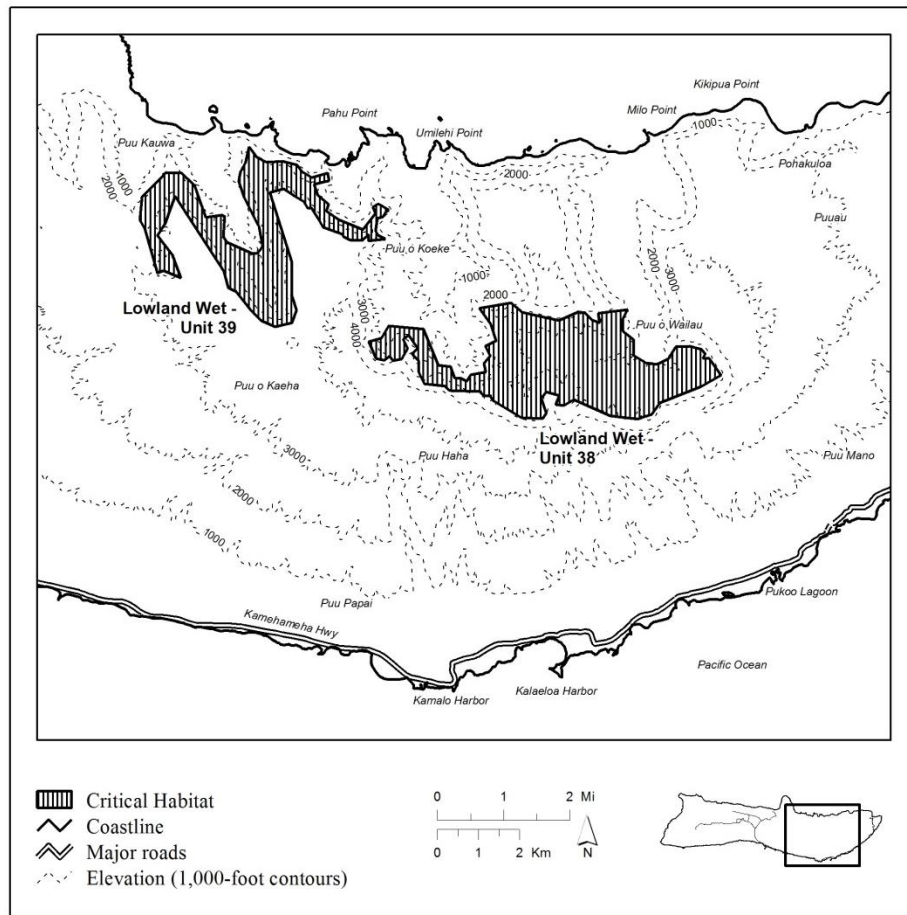 Kikipua Point
Pahu Point
Milo Point
Umilehi Point
1000
Puu Kauwa
2000
Pohakuloa
1000
2000
Puuau
Puu o Koeke
2000
3000
1000
2000
Lowland Wet -
Unit 39
3000
4000
Puu o Wailau
Puu o Kaeha
Lowland Wet -
Unit 38
Puu Haha
Puu Mano
3000
2000
1000
Pukoo Lagoon
Puu Papai
Kamehameha Hwy
Pacific Ocean
Kamalo Harbor
Kalaeloa Harbor
Critical Habitat
Coastline
Major roads
Elevation (1,000-foot contours)
0 1 2 Mi
0 1 2 Km
N